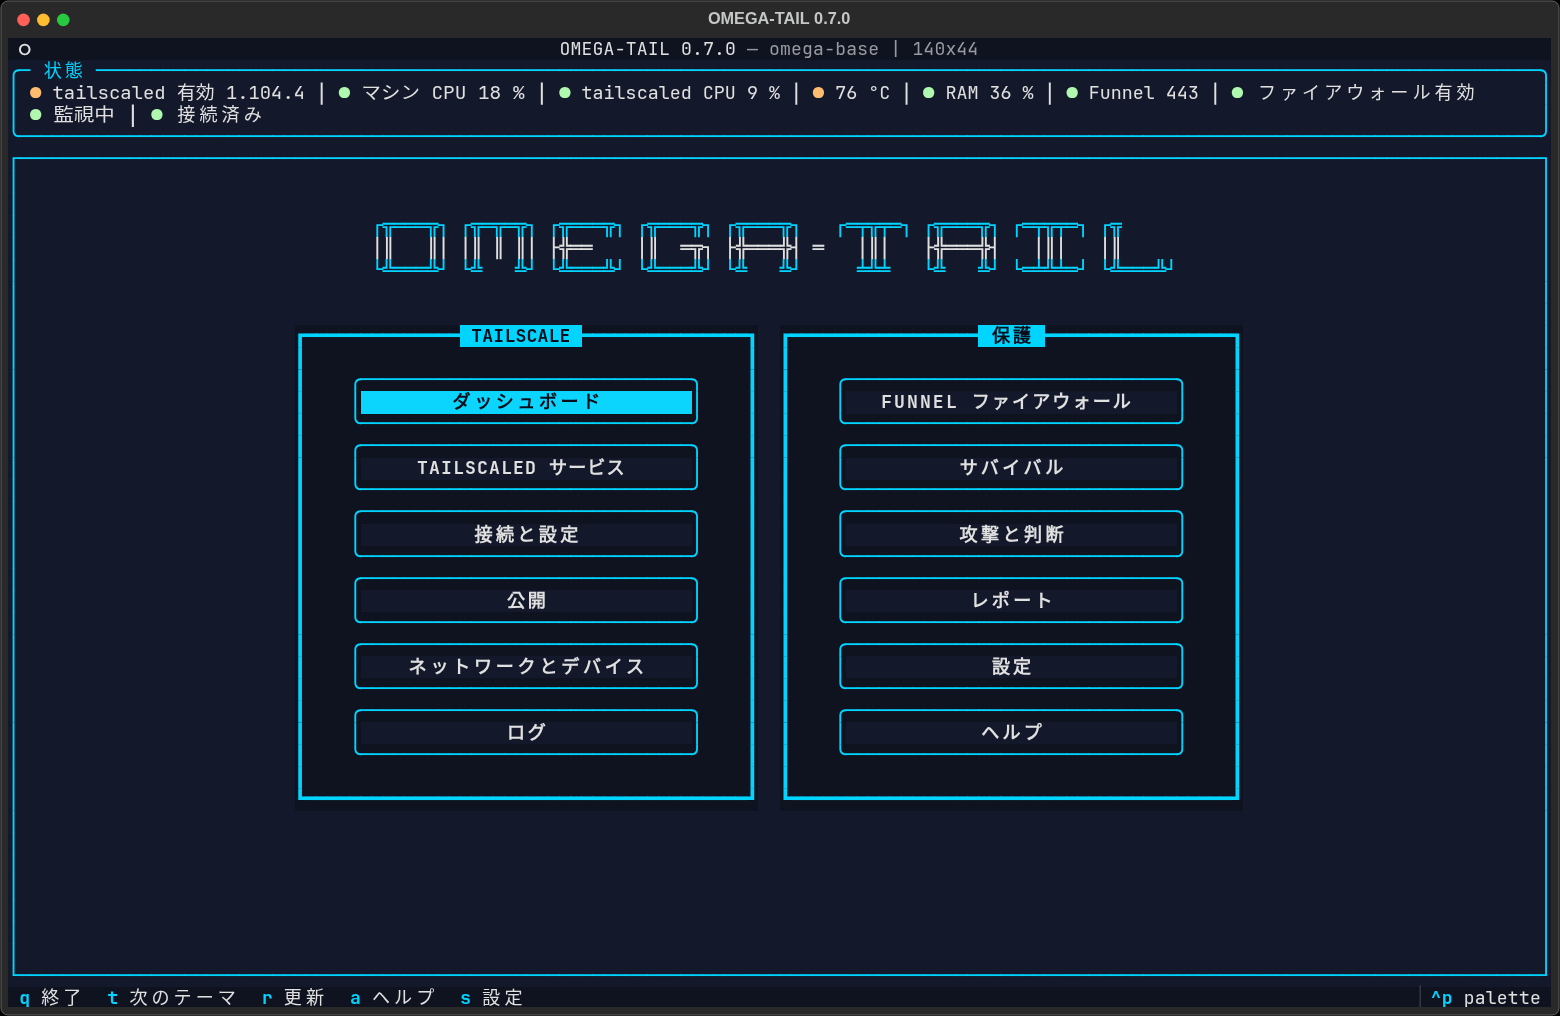 OMEGA-TAIL 0.7.0
OMEGA-TAIL 0.7.0 — omega-base | 140x44
状態
tailscaled 有効 1.104.4 │ マシン CPU 18 % │ tailscaled CPU 9 % │ 76 °C │ RAM 36 % │ Funnel 443 │ ファイアウォール有効
監視中 │ 接続済み
OMEGA-TAIL
TAILSCALE
ダッシュボード
TAILSCALED サービス
接続と設定
公開
ネットワークとデバイス
ログ
保護
FUNNEL ファイアウォール
サバイバル
攻撃と判断
レポート
設定
ヘルプ
q 終了 t 次のテーマ r 更新 a ヘルプ s 設定 ^p palette